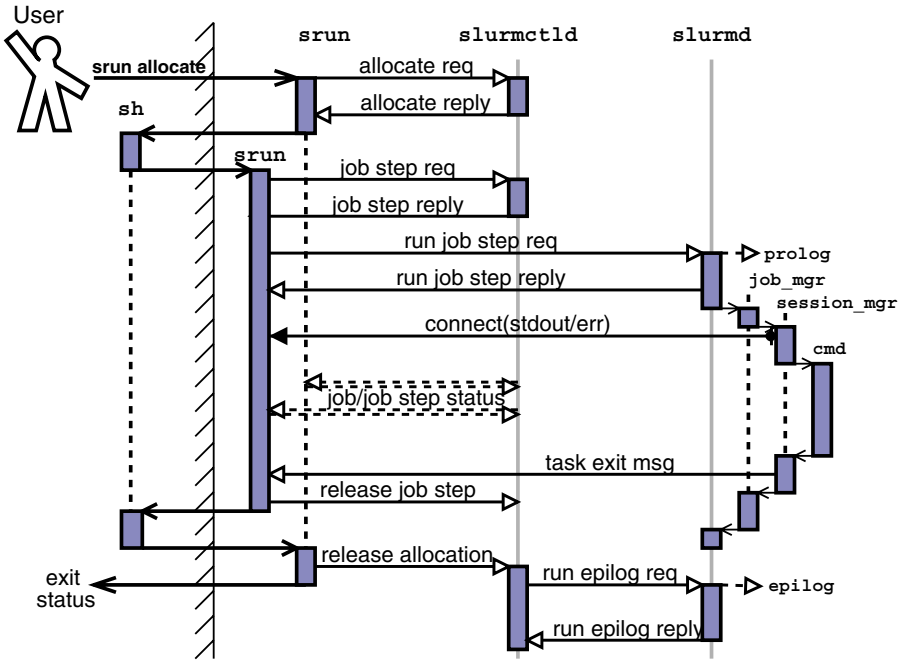 User
srun
slurmctld
slurmd
srun allocate
allocate req
allocate reply
sh
srun
job step req
job step reply
run job step req
prolog
run job step reply
job_mgr
session_mgr
connect(stdout/err)
cmd
job/job step status
task exit msg
release job step
release allocation
exit
status
run epilog req
epilog
run epilog reply